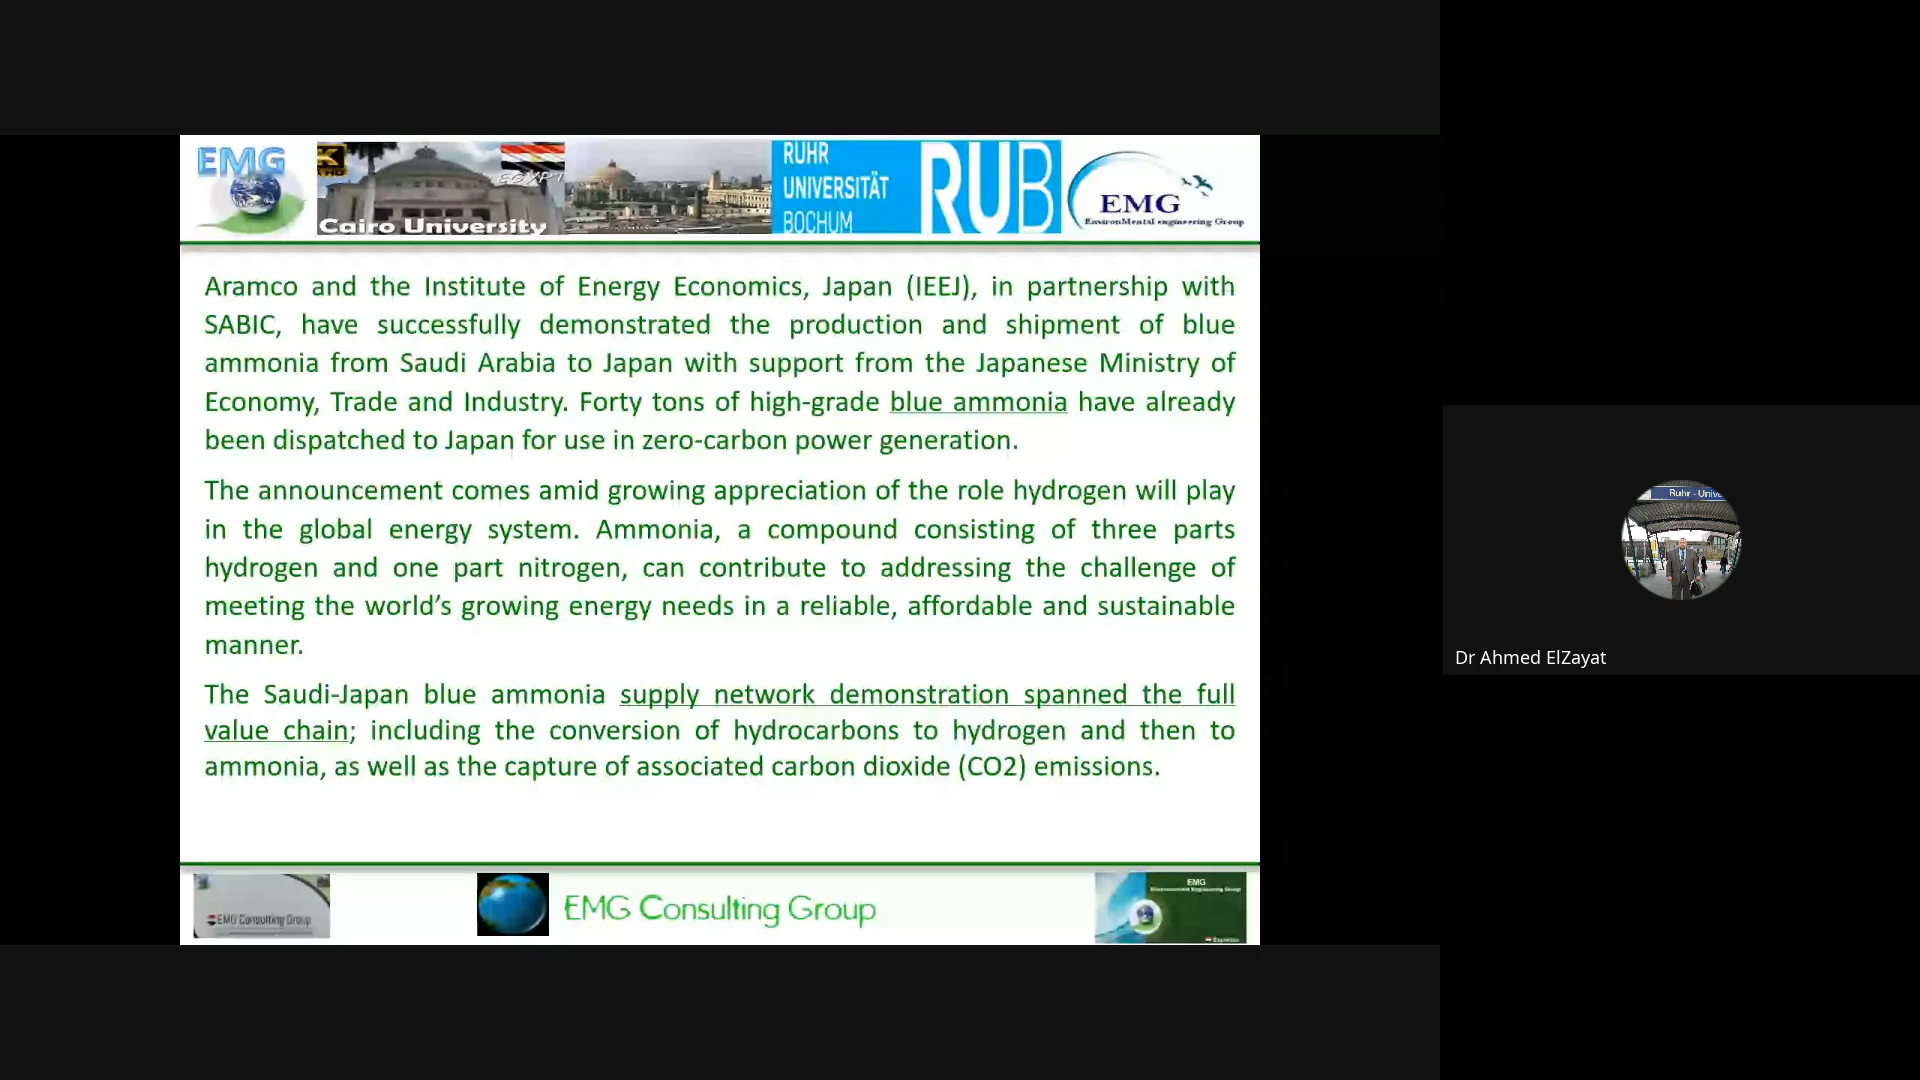 EMG
K
HD
EGYPT
Cairo University
RUHR
UNIVERSITÄT
BOCHUM
RUB
EMG
EnvironMental engineering Group
Aramco and the Institute of Energy Economics, Japan (IEEJ), in partnership with
SABIC, have successfully demonstrated the production and shipment of blue
ammonia from Saudi Arabia to Japan with support from the Japanese Ministry of
Economy, Trade and Industry. Forty tons of high-grade blue ammonia have already
been dispatched to Japan for use in zero-carbon power generation.
The announcement comes amid growing appreciation of the role hydrogen will play
in the global energy system. Ammonia, a compound consisting of three parts
hydrogen and one part nitrogen, can contribute to addressing the challenge of
meeting the world’s growing energy needs in a reliable, affordable and sustainable
manner.
The Saudi-Japan blue ammonia supply network demonstration spanned the full
value chain; including the conversion of hydrocarbons to hydrogen and then to
ammonia, as well as the capture of associated carbon dioxide (CO2) emissions.
EMG Consulting Group
EMG Consulting Group
EMG
Environmental Engineering Group
Ruhr - Unive
Dr Ahmed ElZayat